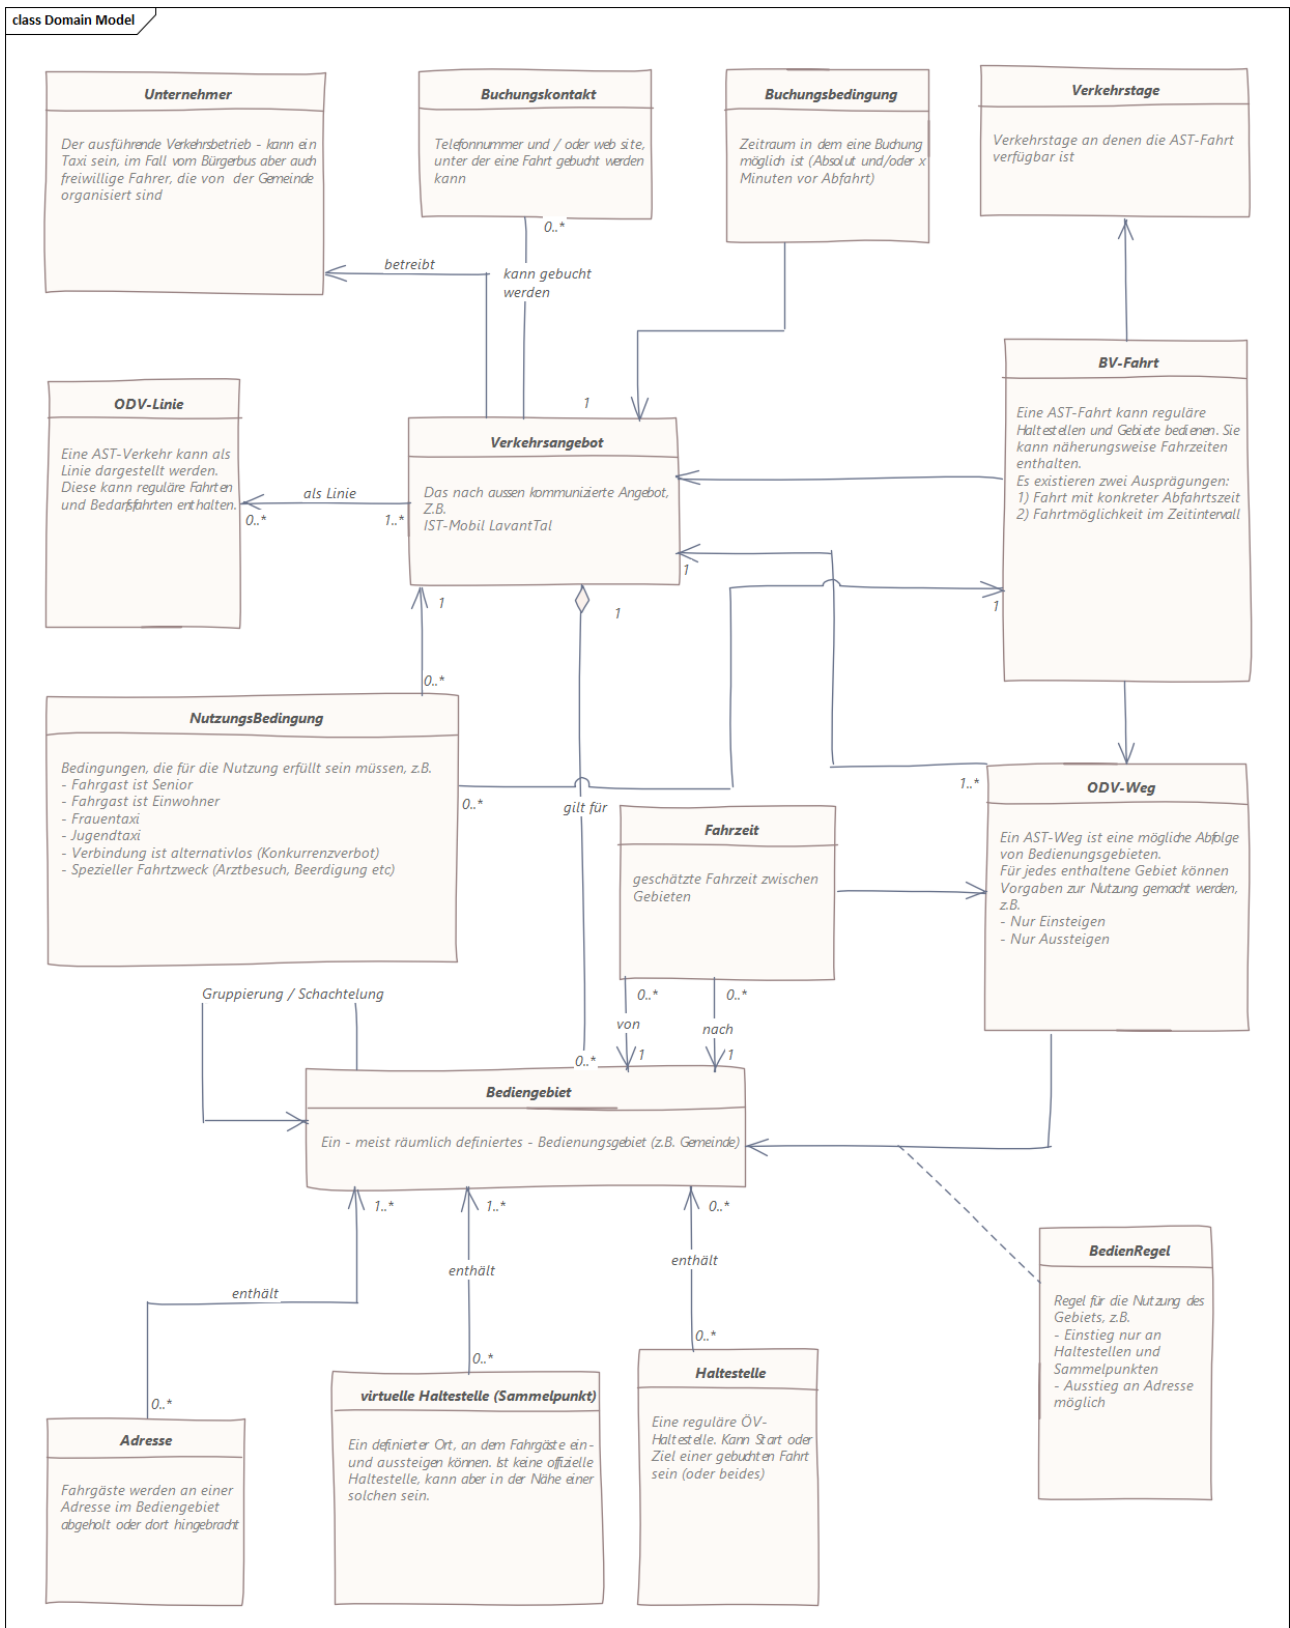 class Domain Model
Unternehmer
Der ausführende Verkehrsbetrieb - kann ein
Taxi sein, im Fall vom Bürgerbus aber auch
freiwillige Fahrer, die von der Gemeinde
organisiert sind
Buchungskontakt
Telefonnummer und / oder web site,
unter der eine Fahrt gebucht werden
kann
Buchungsbedingung
Zeitraum in dem eine Buchung
möglich ist (Absolut und/oder x
Minuten vor Abfahrt)
Verkehrstage
Verkehrstage an denen die AST-Fahrt
verfügbar ist
0..*
betreibt
kann gebucht
werden
1
ODV-Linie
Eine AST-Verkehr kann als
Linie dargestellt werden.
Diese kann reguläre Fahrten
und Bedarfsfahrten enthalten.
als Linie
0..*
1..*
Verkehrsangebot
Das nach aussen kommunizierte Angebot,
Z.B.
IST-Mobil LavantTal
BV-Fahrt
Eine AST-Fahrt kann reguläre
Haltestellen und Gebiete bedienen. Sie
kann näherungsweise Fahrzeiten
enthalten.
Es existieren zwei Ausprägungen:
1) Fahrt mit konkreter Abfahrtszeit
2) Fahrtmöglichkeit im Zeitintervall
1
1
1
1
0..*
NutzungsBedingung
Bedingungen, die für die Nutzung erfüllt sein müssen, z.B.
- Fahrgast ist Senior
- Fahrgast ist Einwohner
- Frauentaxi
- Jugendtaxi
- Verbindung ist alternativlos (Konkurrenzverbot)
- Spezieller Fahrtzweck (Arztbesuch, Beerdigung etc)
0..*
gilt für
1..*
Fahrzeit
geschätzte Fahrzeit zwischen
Gebieten
ODV-Weg
Ein AST-Weg ist eine mögliche Abfolge
von Bedienungsgebieten.
Für jedes enthaltene Gebiet können
Vorgaben zur Nutzung gemacht werden,
z.B.
- Nur Einsteigen
- Nur Aussteigen
Gruppierung / Schachtelung
0..*
0..*
von
nach
0..*
1
1
Bediengebiet
Ein - meist räumlich definiertes - Bedienungsgebiet (z.B. Gemeinde)
1..*
1..*
0..*
enthält
enthält
enthält
0..*
0..*
0..*
BedienRegel
Regel für die Nutzung des
Gebiets, z.B.
- Einstieg nur an
Haltestellen und
Sammelpunkten
- Ausstieg an Adresse
möglich
Adresse
Fahrgäste werden an einer
Adresse im Bediengebiet
abgeholt oder dort hingebracht
virtuelle Haltestelle (Sammelpunkt)
Ein definierter Ort, an dem Fahrgäste ein-
und aussteigen können. Ist keine offizielle
Haltestelle, kann aber in der Nähe einer
solchen sein.
Haltestelle
Eine reguläre ÖV-
Haltestelle. Kann Start oder
Ziel einer gebuchten Fahrt
sein (oder beides)